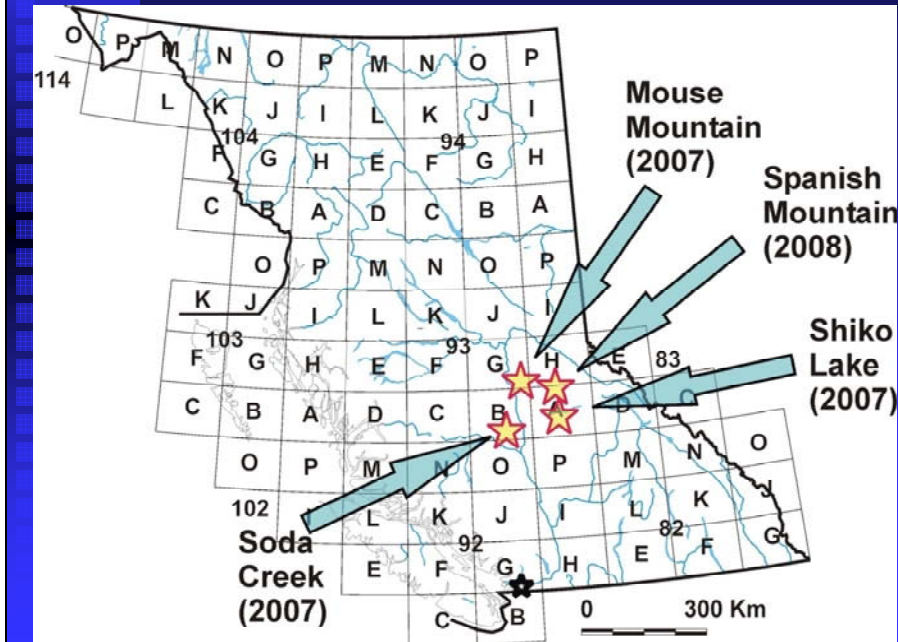 O P M N O P M N O P
114
L K J I L K J I
104
94
F G H E F G H
C B A D C B A
O P M N O P
K J I L K J I
103
93
83
F G H E F G H E
C B A D C B A D C
O P M N O P M N O
102
L K J I L K J
92
82
E F G H E F G
C B
Mouse
Mountain
(2007)
Spanish
Mountain
(2008)
Shiko
Lake
(2007)
Soda
Creek
(2007)
0 300 Km